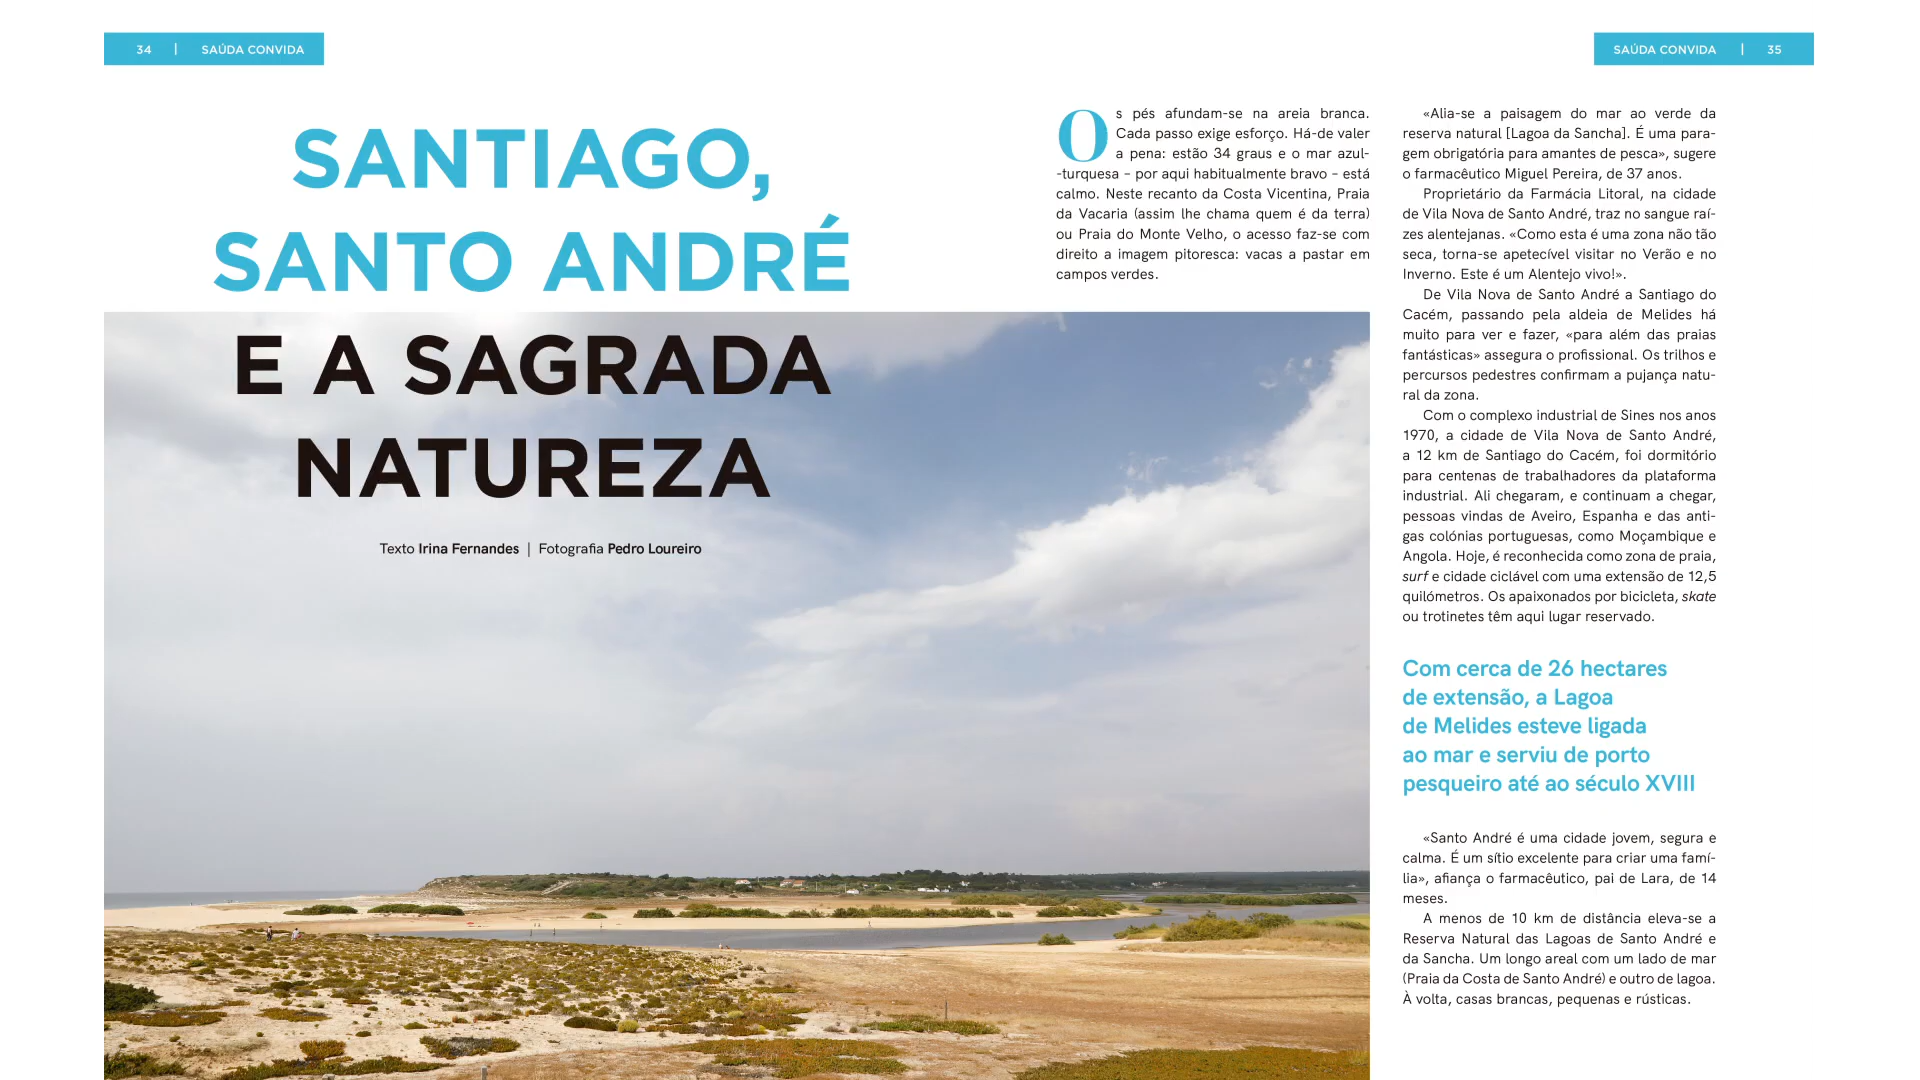 34 | SAÚDA CONVIDA
SAÚDA CONVIDA | 35
SANTIAGO,
SANTO ANDRÉ
E A SAGRADA
NATUREZA
Texto Irina Fernandes | Fotografia Pedro Loureiro
Os pés afundam-se na areia branca.
Cada passo exige esforço. Há-de valer
a pena: estão 34 graus e o mar azul-
-turquesa – por aqui habitualmente bravo – está
calmo. Neste recanto da Costa Vicentina, Praia
da Vacaria (assim lhe chama quem é da terra)
ou Praia do Monte Velho, o acesso faz-se com
direito a imagem pitoresca: vacas a pastar em
campos verdes.
«Alia-se a paisagem do mar ao verde da
reserva natural [Lagoa da Sancha]. É uma para-
gem obrigatória para amantes de pesca», sugere
o farmacêutico Miguel Pereira, de 37 anos.
Proprietário da Farmácia Litoral, na cidade
de Vila Nova de Santo André, traz no sangue raí-
zes alentejanas. «Como esta é uma zona não tão
seca, torna-se apetecível visitar no Verão e no
Inverno. Este é um Alentejo vivo!».
De Vila Nova de Santo André a Santiago do
Cacém, passando pela aldeia de Melides há
muito para ver e fazer, «para além das praias
fantásticas» assegura o profissional. Os trilhos e
percursos pedestres confirmam a pujança natu-
ral da zona.
Com o complexo industrial de Sines nos anos
1970, a cidade de Vila Nova de Santo André,
a 12 km de Santiago do Cacém, foi dormitório
para centenas de trabalhadores da plataforma
industrial. Ali chegaram, e continuam a chegar,
pessoas vindas de Aveiro, Espanha e das anti-
gas colónias portuguesas, como Moçambique e
Angola. Hoje, é reconhecida como zona de praia,
surf e cidade ciclável com uma extensão de 12,5
quilómetros. Os apaixonados por bicicleta, skate
ou trotinetes têm aqui lugar reservado.
Com cerca de 26 hectares
de extensão, a Lagoa
de Melides esteve ligada
ao mar e serviu de porto
pesqueiro até ao século XVIII
«Santo André é uma cidade jovem, segura e
calma. É um sítio excelente para criar uma famí-
lia», afiança o farmacêutico, pai de Lara, de 14
meses.
A menos de 10 km de distância eleva-se a
Reserva Natural das Lagoas de Santo André e
da Sancha. Um longo areal com um lado de mar
(Praia da Costa de Santo André) e outro de lagoa.
À volta, casas brancas, pequenas e rústicas.